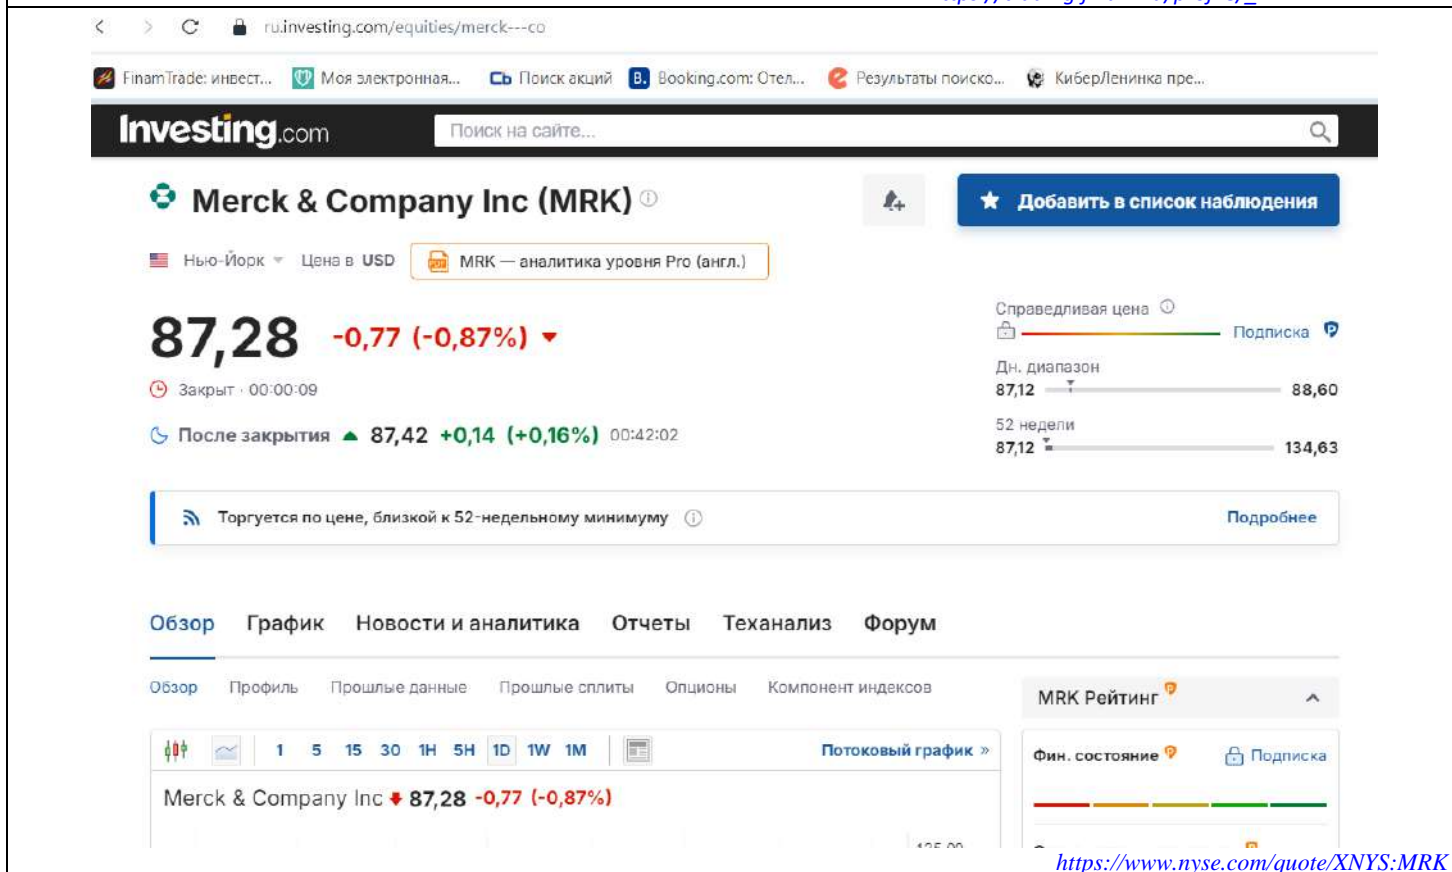 ru.investing.com/equities/merck---co
FinamTrade: инвест... Моя электронная... Сь Поиск акций B. Booking.com: Отел... Результаты поиско... КиберЛенинка пре...
Investing.com Поиск на сайте...
Merck & Company Inc (MRK) Добавить в список наблюдения
Нью-Йорк Цена в USD MRK — аналитика уровня Pro (англ.)
87,28 -0,77 (-0,87%)
Справедливая цена
Подписка
Закрыт · 00:00:09
Дн. диапазон
87,12 88,60
После закрытия 87,42 +0,14 (+0,16%) 00:42:02
52 недели
87,12 134,63
Торгуется по цене, близкой к 52-недельному минимуму Подробнее
Обзор График Новости и аналитика Отчеты Теханализ Форум
Обзор Профиль Прошлые данные Прошлые сплиты Опционы Компонент индексов
MRK Рейтинг
1 5 15 30 1H 5H 1D 1W 1M Потоковый график »
Фин. состояние Подписка
Merck & Company Inc 87,28 -0,77 (-0,87%)
https://www.nyse.com/quote/XNYS:MRK